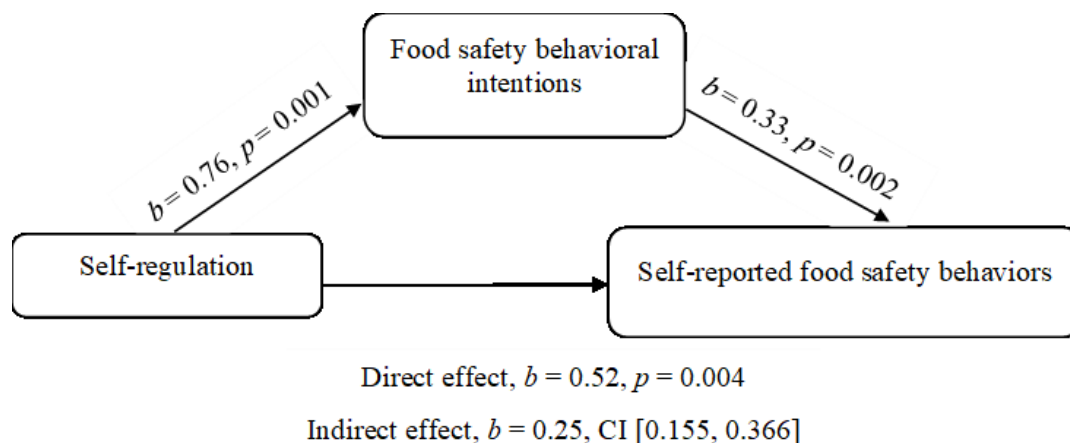 Food safety behavioral
intentions
b = 0.76, p = 0.001
b = 0.33, p = 0.002
Self-regulation
Self-reported food safety behaviors
Direct effect, b = 0.52, p = 0.004
Indirect effect, b = 0.25, CI [0.155, 0.366]